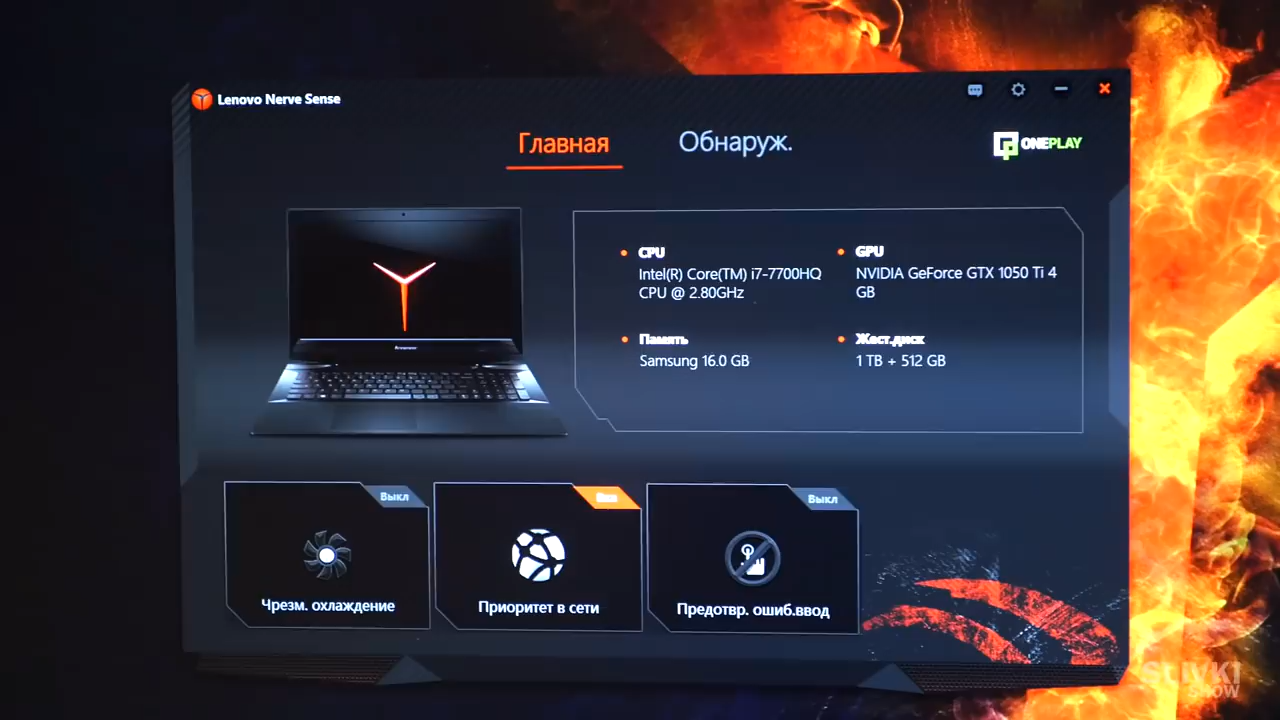 Lenovo Nerve Sense
Главная
Обнаруж.
ONEPLAY
CPU
Intel(R) Core(TM) i7-7700HQ
CPU @ 2.80GHz
GPU
NVIDIA GeForce GTX 1050 Ti 4
GB
Память
Samsung 16.0 GB
Жест.диск
1 TB + 512 GB
Выкл
Вкл
Выкл
Чрезм. охлаждение
Приоритет в сети
Предотвр. ошиб.ввод
SLIVKI
SHOW